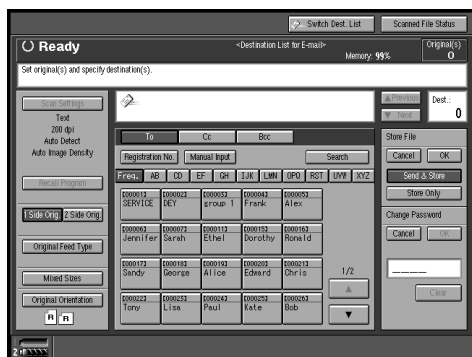 Switch Dest. List
Scanned File Status
Ready
<Destination List for E-mail>
Memory: 99%
Original(s)
0
Set original(s) and specify destination(s).
Scan Settings
Text
200 dpi
Auto Detect
Auto Image Density
Recall Program
1 Side Orig.
2 Side Orig.
Original Feed Type
Mixed Sizes
Original Orientation
R R
▲Previous
▼ Next
Dest.:
0
To
Cc
Bcc
Registration No.
Manual Input
Search
Freq. AB CD EF GH IJK LMN OPQ RST UVW XYZ
[00001] [00002] [00003] [00004] [00005]
SERVICE DEY group 1 Frank Alex
[00006] [00007] [00011] [00015] [00016]
Jennifer Sarah Ethel Dorothy Ronald
[00017] [00018] [00019] [00020] [00021]
Sandy George Alice Edward Chris
[00022] [00025] [00024] [00025] [00026]
Tony Lisa Paul Kate Bob
1/2
▲
▼
Store File
Cancel
OK
Send & Store
Store Only
Change Password
Cancel
OK
____
Clear
2